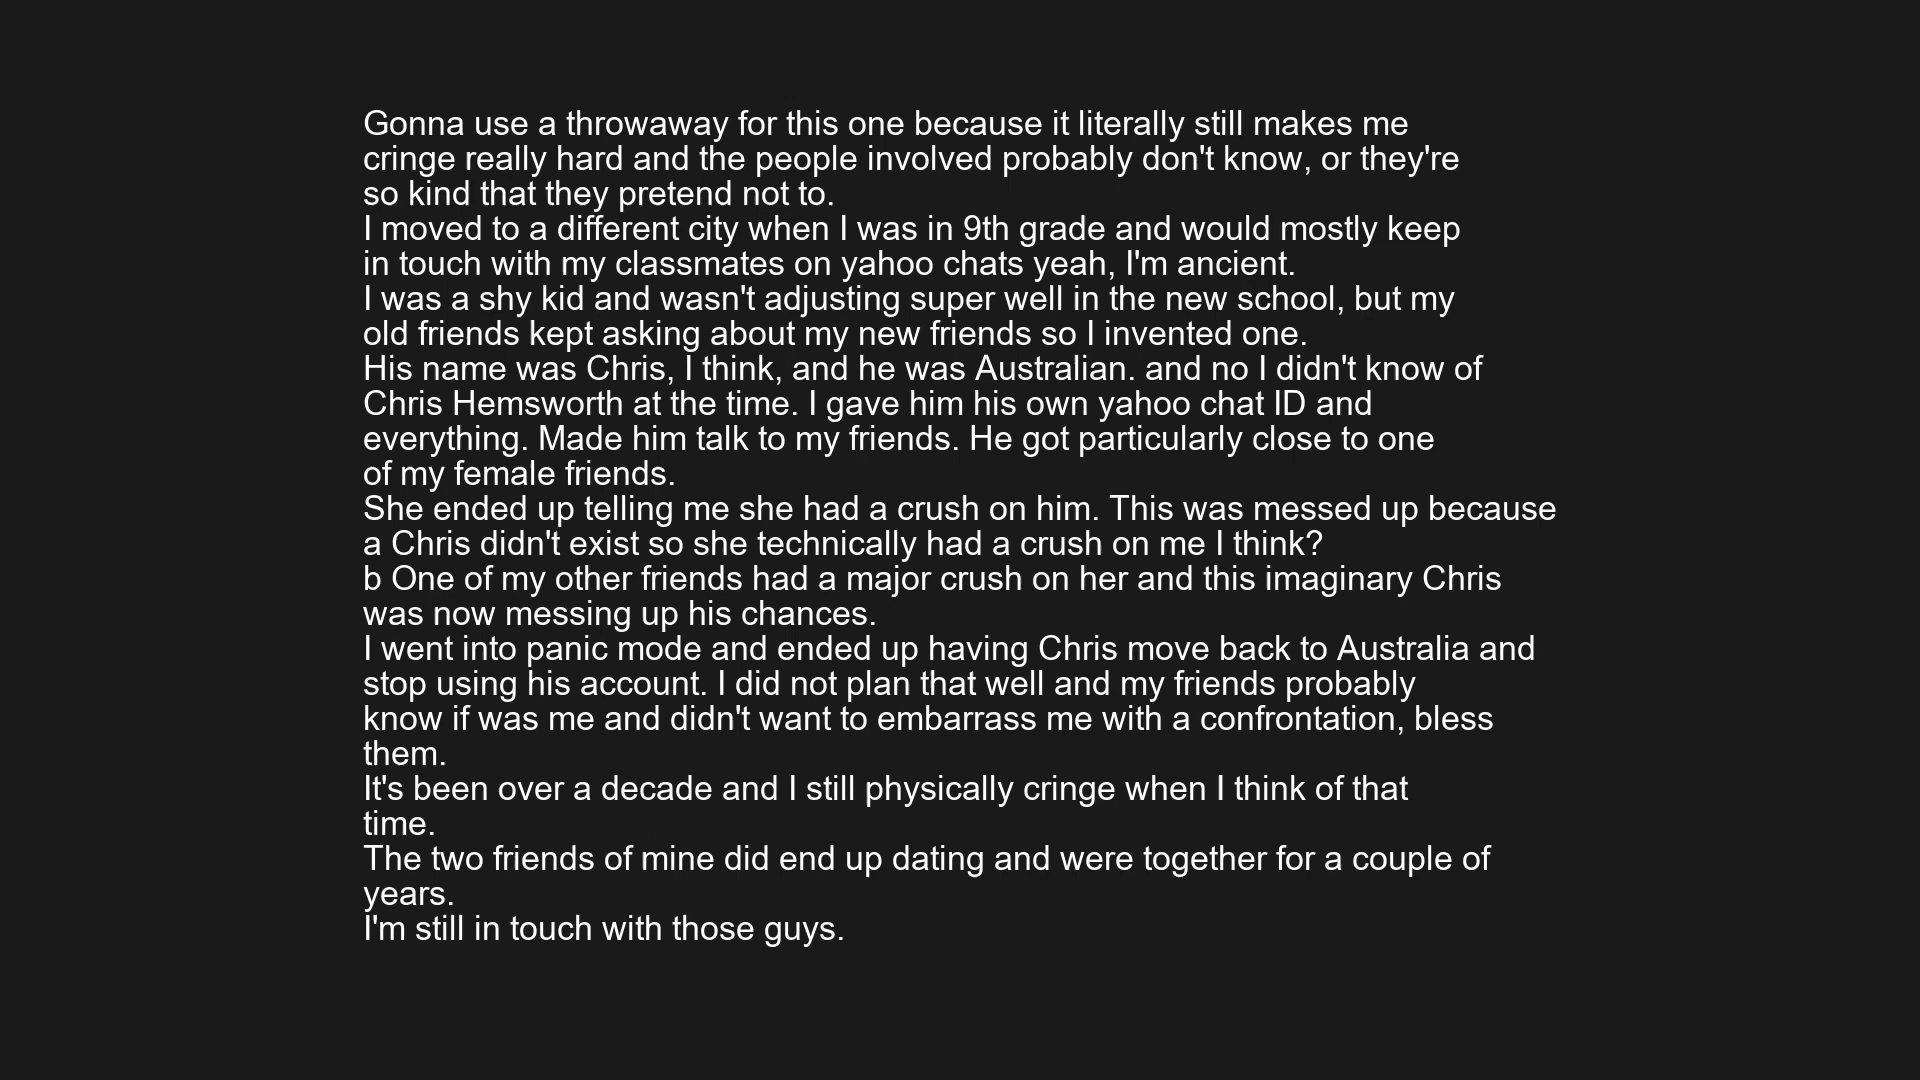 Gonna use a throwaway for this one because it literally still makes me
cringe really hard and the people involved probably don't know, or they're
so kind that they pretend not to.
I moved to a different city when I was in 9th grade and would mostly keep
in touch with my classmates on yahoo chats yeah, I'm ancient.
I was a shy kid and wasn't adjusting super well in the new school, but my
old friends kept asking about my new friends so I invented one.
His name was Chris, I think, and he was Australian. and no I didn't know of
Chris Hemsworth at the time. I gave him his own yahoo chat ID and
everything. Made him talk to my friends. He got particularly close to one
of my female friends.
She ended up telling me she had a crush on him. This was messed up because
a Chris didn't exist so she technically had a crush on me I think?
b One of my other friends had a major crush on her and this imaginary Chris
was now messing up his chances.
I went into panic mode and ended up having Chris move back to Australia and
stop using his account. I did not plan that well and my friends probably
know if was me and didn't want to embarrass me with a confrontation, bless
them.
It's been over a decade and I still physically cringe when I think of that
time.
The two friends of mine did end up dating and were together for a couple of
years.
I'm still in touch with those guys.